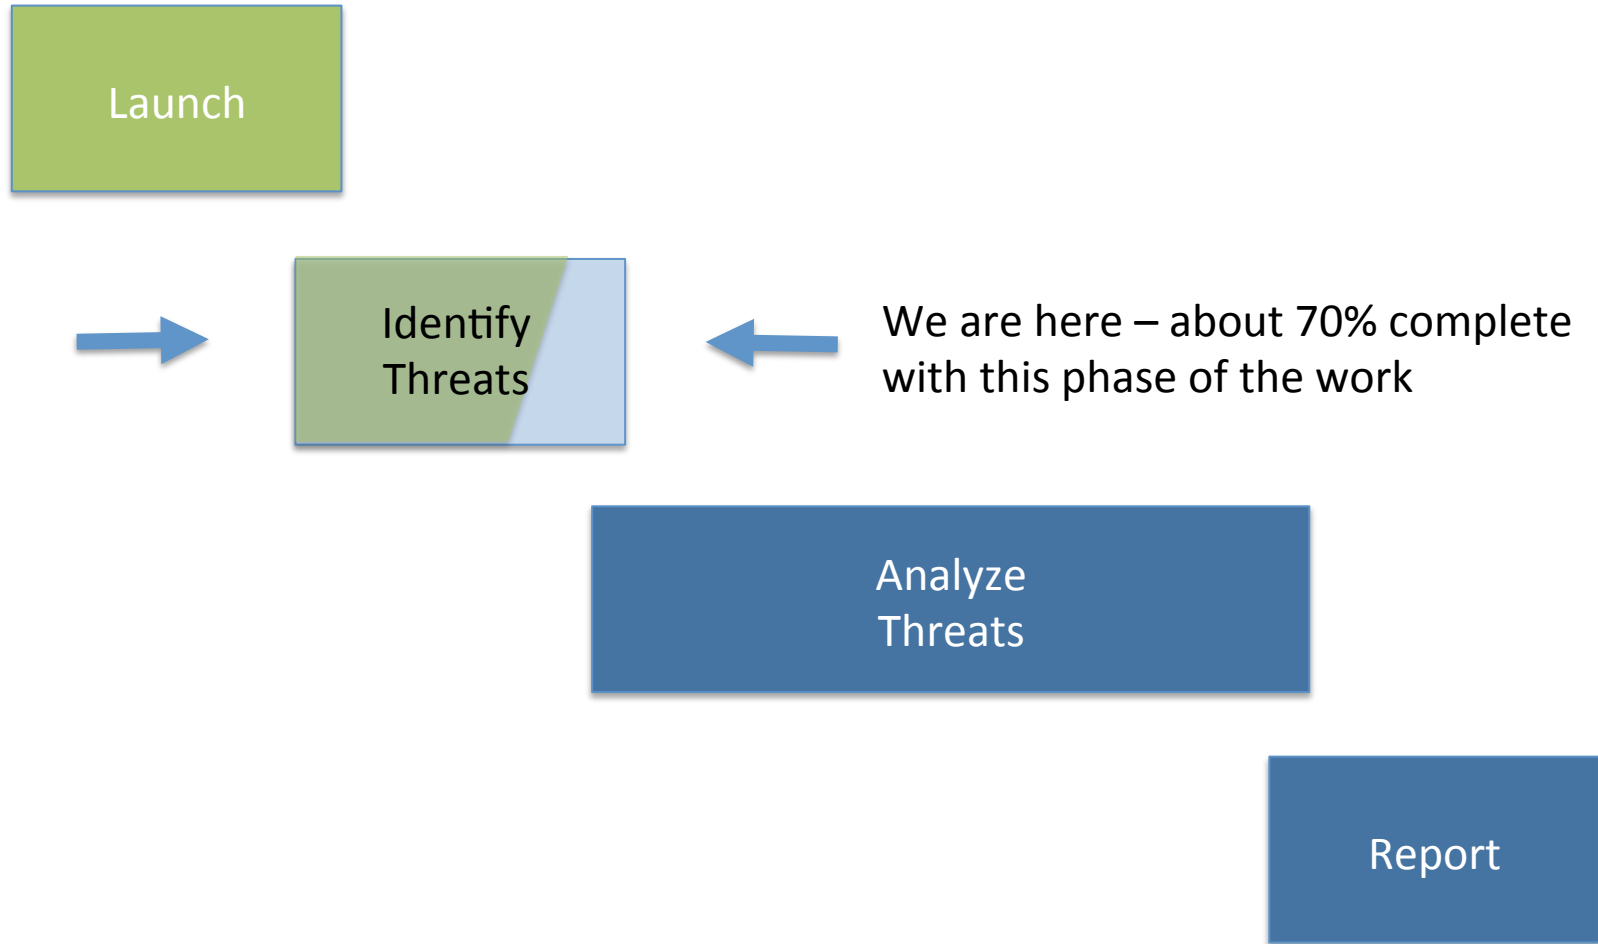 Launch
Identify
Threats
We are here – about 70% complete
with this phase of the work
Analyze
Threats
Report